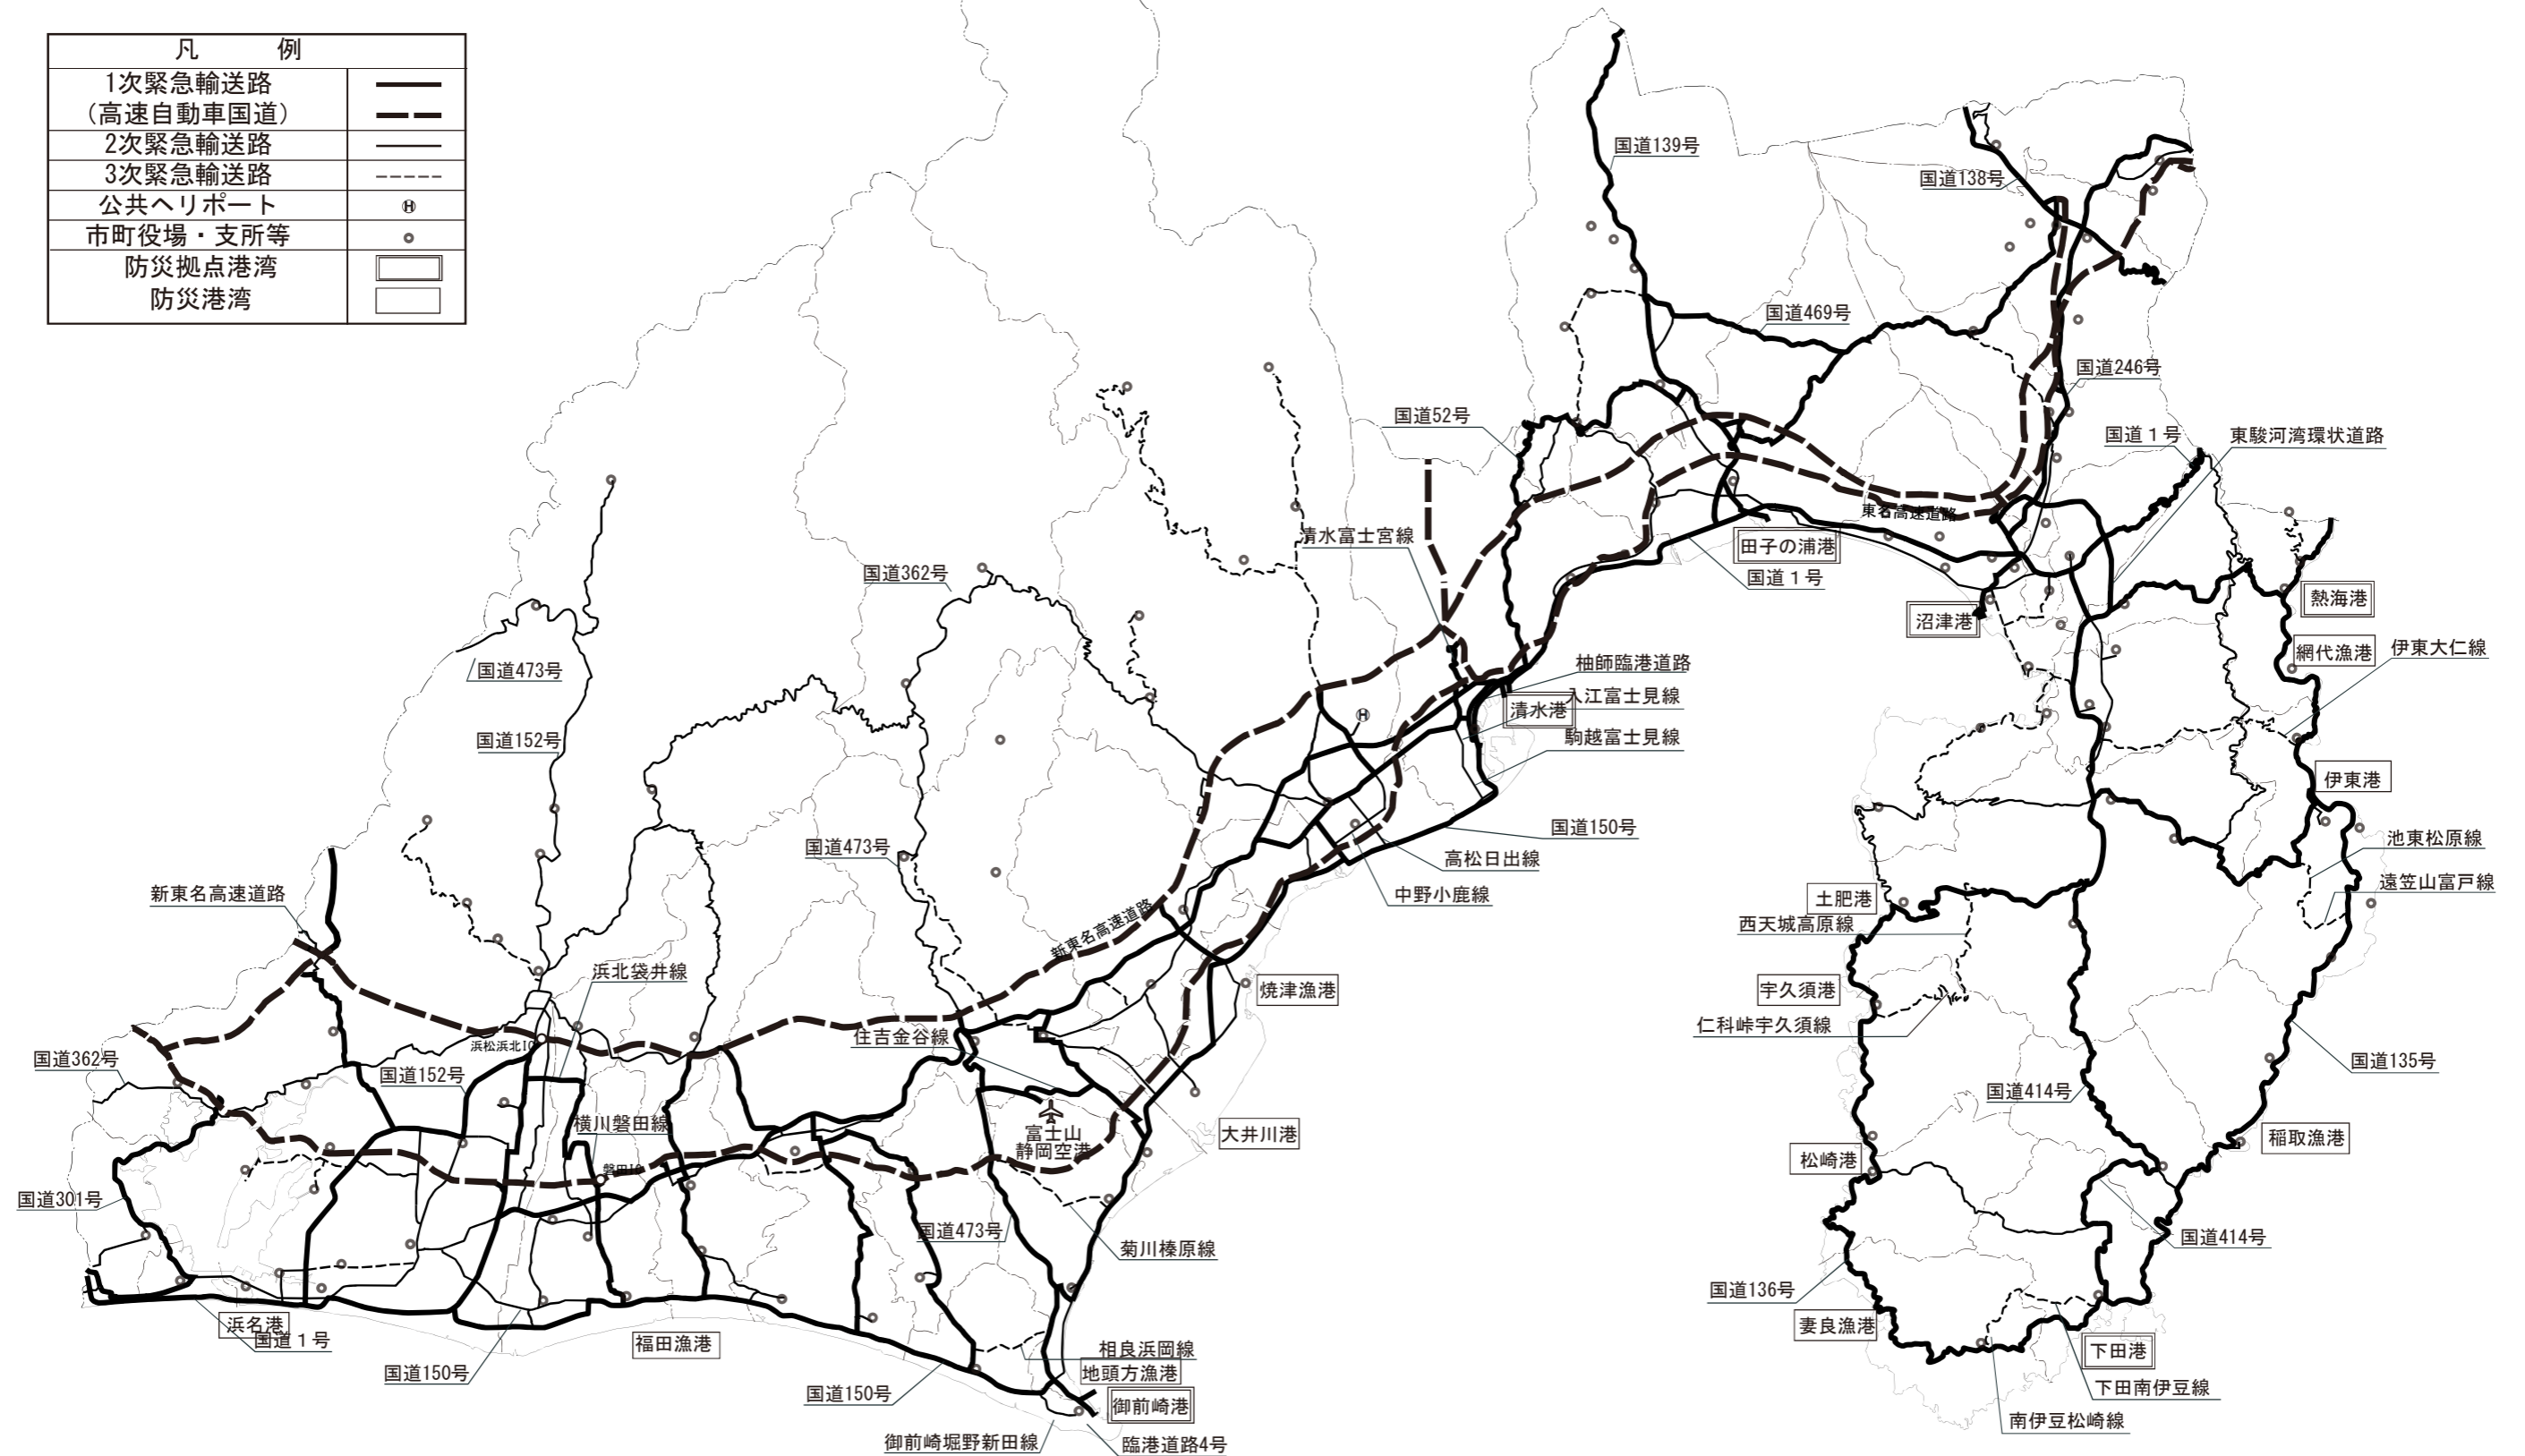 凡 例
1次緊急輸送路
(高速自動車国道)
2次緊急輸送路
3次緊急輸送路
公共ヘリポート
H
市町役場・支所等
防災拠点港湾
防災港湾
国道139号
国道138号
国道469号
国道246号
国道52号
国道1号
東駿河湾環状道路
東名高速道路
清水富士宮線
田子の浦港
国道1号
国道362号
熱海港
沼津港
網代漁港
伊東大仁線
国道473号
柚師臨港道路
入江富士見線
清水港
H
駒越富士見線
国道152号
伊東港
国道150号
池東松原線
国道473号
高松日出線
遠笠山富戸線
新東名高速道路
中野小鹿線
土肥港
西天城高原線
新東名高速道路
浜北袋井線
焼津漁港
宇久須港
仁科峠宇久須線
住吉金谷線
浜松浜北IC
国道362号
国道152号
国道135号
国道414号
横川磐田線
富士山
静岡空港
大井川港
稲取漁港
松崎港
磐田IC
国道301号
国道473号
菊川榛原線
国道414号
国道136号
浜名港
国道1号
福田漁港
妻良漁港
相良浜岡線
下田港
地頭方漁港
国道150号
国道150号
御前崎港
下田南伊豆線
南伊豆松崎線
御前崎堀野新田線
臨港道路4号